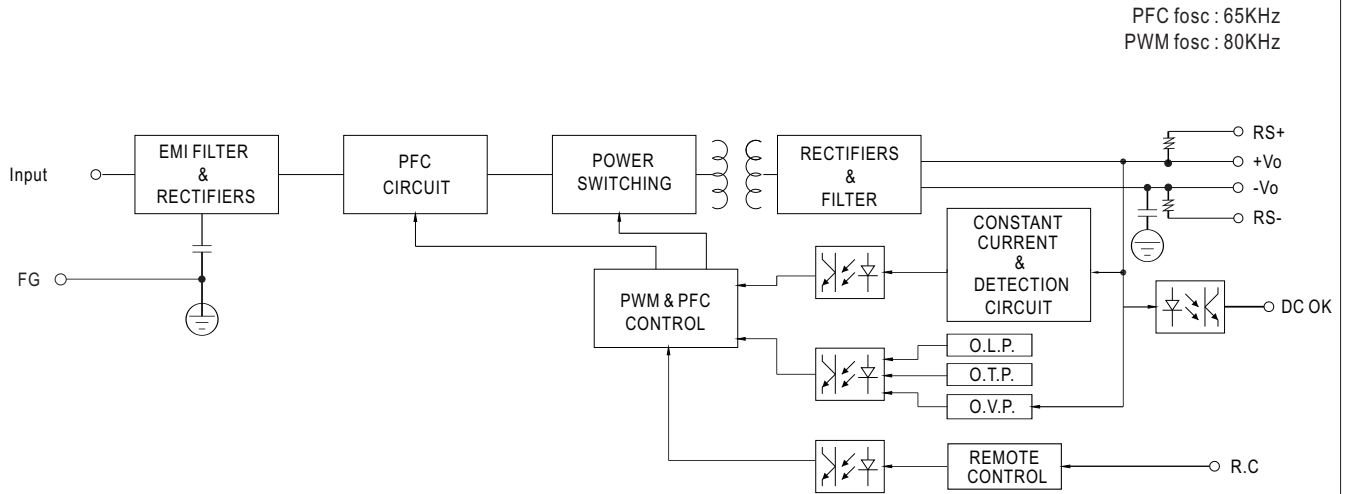 PFC fosc : 65KHz
PWM fosc : 80KHz
EMI FILTER
&
RECTIFIERS
PFC
CIRCUIT
POWER
SWITCHING
RECTIFIERS
&
FILTER
RS+
+Vo
-Vo
RS-
Input
FG
CONSTANT
CURRENT
&
DETECTION
CIRCUIT
PWM & PFC
CONTROL
DC OK
O.L.P.
O.T.P.
O.V.P.
REMOTE
CONTROL
R.C